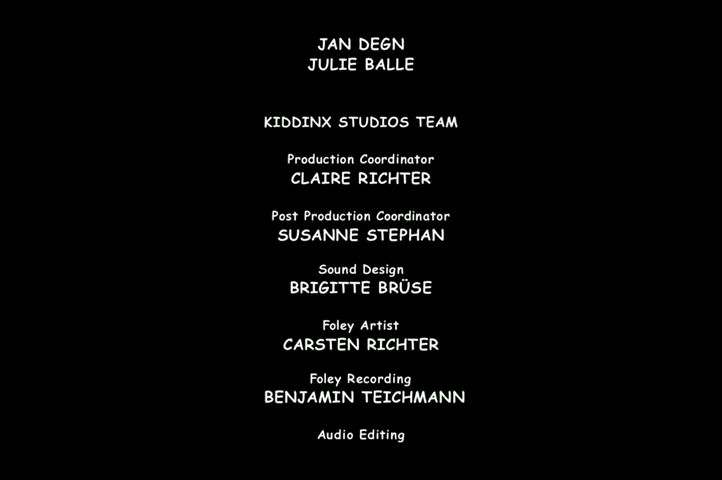 JAN DEGN
JULIE BALLE
KIDDINX STUDIOS TEAM
Production Coordinator
CLAIRE RICHTER
Post Production Coordinator
SUSANNE STEPHAN
Sound Design
BRIGITTE BRÜSE
Foley Artist
CARSTEN RICHTER
Foley Recording
BENJAMIN TEICHMANN
Audio Editing